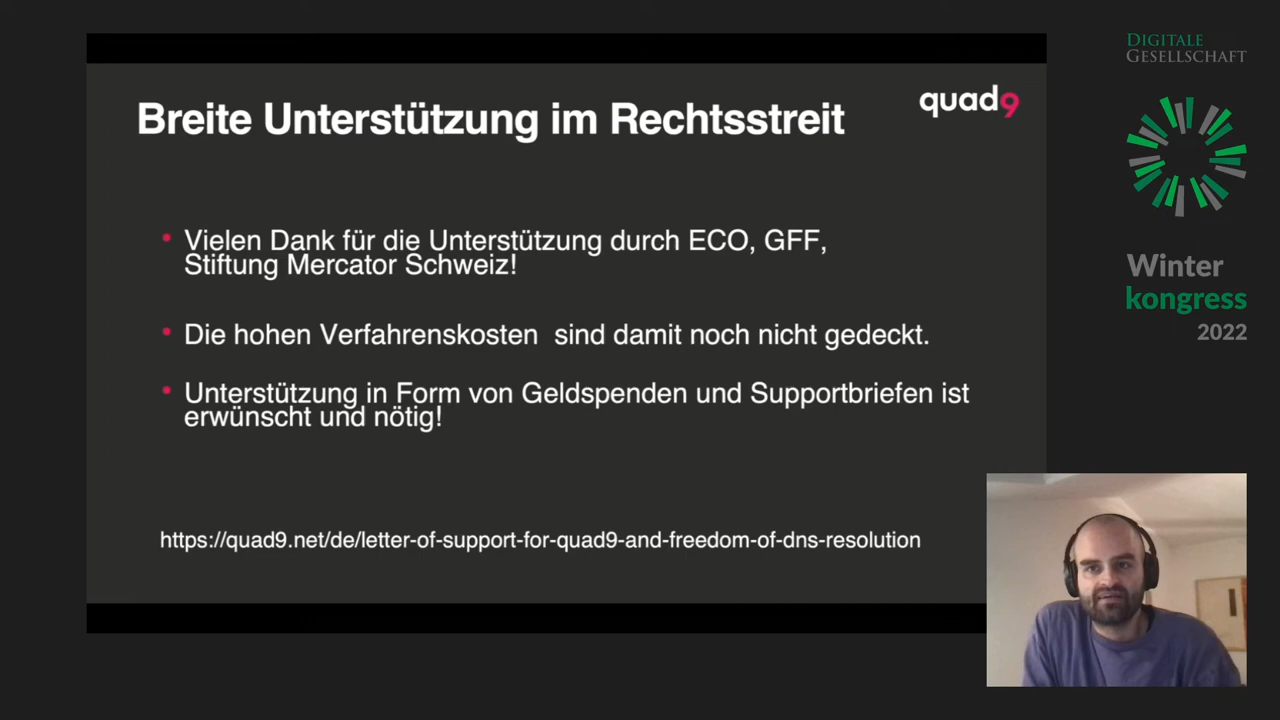 Breite Unterstützung im Rechtsstreit
quad9
Vielen Dank für die Unterstützung durch ECO, GFF,
Stiftung Mercator Schweiz!
Die hohen Verfahrenskosten  sind damit noch nicht gedeckt.
Unterstützung in Form von Geldspenden und Supportbriefen ist
erwünscht und nötig!
https://quad9.net/de/letter-of-support-for-quad9-and-freedom-of-dns-resolution
DIGITALE
GESELLSCHAFT
Winter
kongress
2022